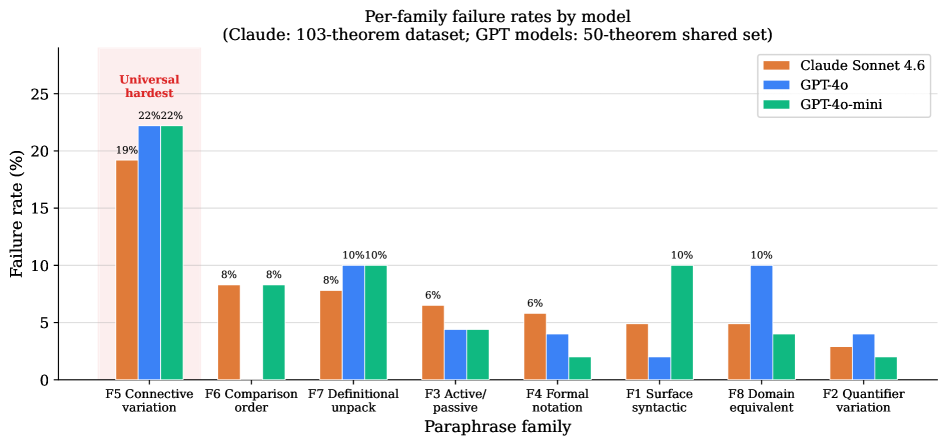 Per-family failure rates by model
(Claude: 103-theorem dataset; GPT models: 50-theorem shared set)
Claude Sonnet 4.6
GPT-4o
GPT-4o-mini
Universal
hardest
Failure rate (%)
25
20
15
10
5
0
19%
22%
22%
8%
8%
8%
10%
10%
6%
6%
10%
10%
F5 Connective
variation
F6 Comparison
order
F7 Definitional
unpack
F3 Active/
passive
F4 Formal
notation
F1 Surface
syntactic
F8 Domain
equivalent
F2 Quantifier
variation
Paraphrase family